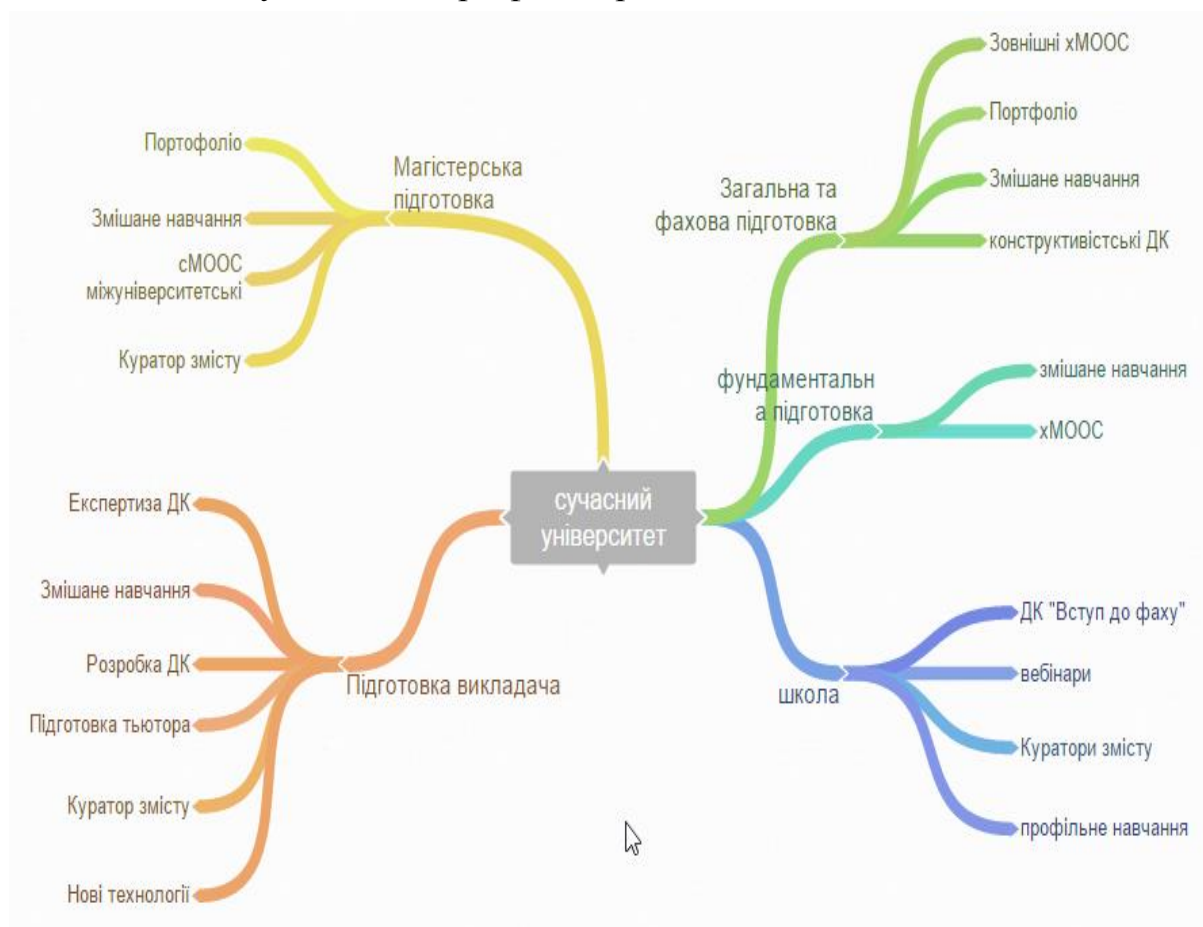 Зовнішні xMOOC
Портфоліо
Змішане навчання
конструктивістські ДК
Загальна та
фахова підготовка
Портофоліо
Змішане навчання
сМООС
міжуніверситетські
Куратор змісту
Магістерська
підготовка
фундаментальн
а підготовка
змішане навчання
хМООС
сучасний
університет
Експертиза ДК
Змішане навчання
Розробка ДК
Підготовка тьютора
Куратор змісту
Нові технології
Підготовка викладача
школа
ДК "Вступ до фаху"
вебінари
Куратори змісту
профільне навчання